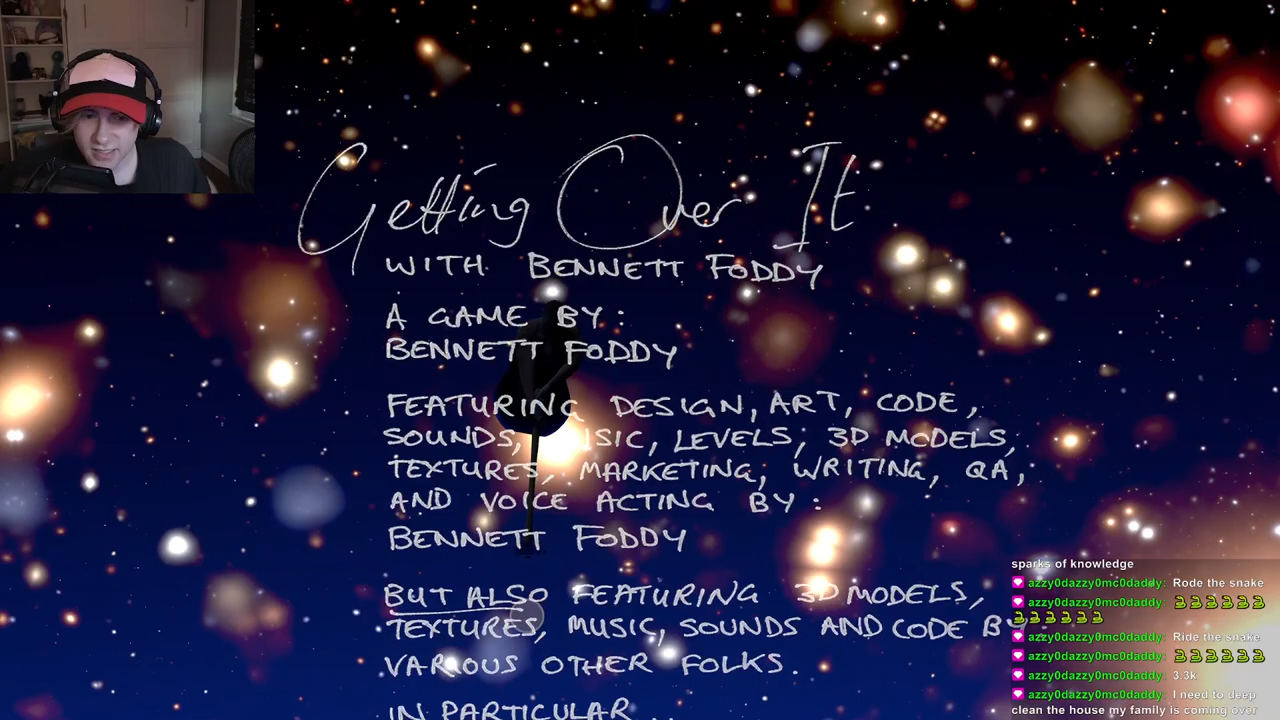 Getting Over It
WITH BENNETT FODDY
A GAME BY:
BENNETT FODDY
FEATURING DESIGN, ART, CODE,
SOUNDS, MUSIC, LEVELS, 3D MODELS,
TEXTURES, MARKETING, WRITING, QA,
AND VOICE ACTING BY:
BENNETT FODDY
BUT ALSO FEATURING 3D MODELS,
TEXTURES, MUSIC, SOUNDS AND CODE BY
VARIOUS OTHER FOLKS.
IN PARTICULAR...
sparks of knowledge
azzy0dazzy0mc0daddy: Rode the snake
azzy0dazzy0mc0daddy:
azzy0dazzy0mc0daddy: Ride the snake
azzy0dazzy0mc0daddy:
azzy0dazzy0mc0daddy: 3.3k
azzy0dazzy0mc0daddy: I need to deep
clean the house my family is coming over